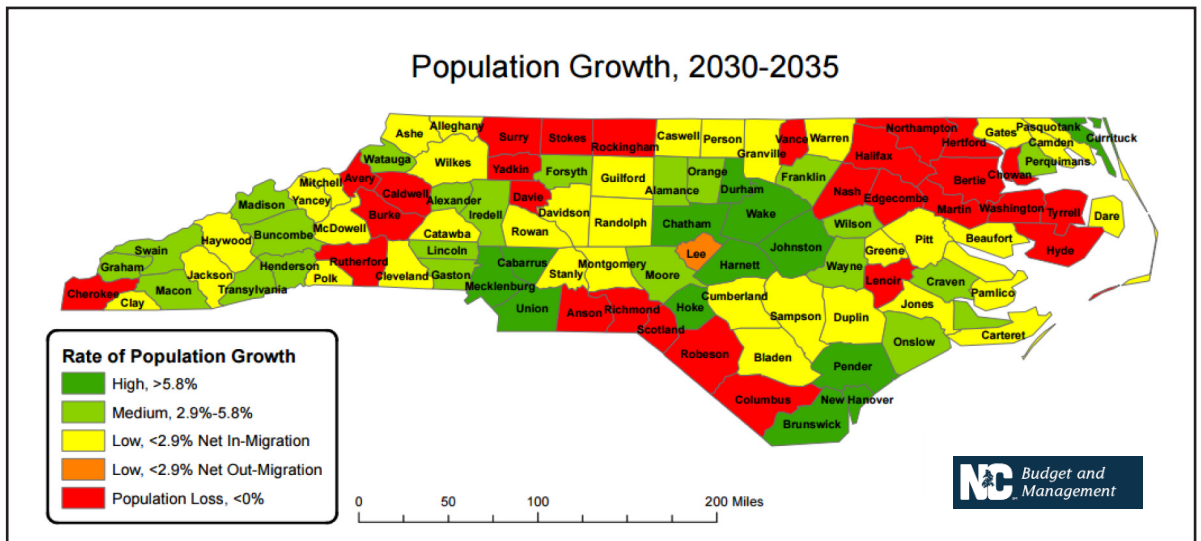 Population Growth, 2030-2035
Ashe
Alleghany
Surry
Stokes
Rockingham
Caswell
Person
Granville
Vance
Warren
Northampton
Hertford
Gates
Pasquotank
Camden
Currituck
Perquimans
Chowan
Halifax
Bertie
Watauga
Wilkes
Yadkin
Forsyth
Guilford
Alamance
Orange
Durham
Franklin
Nash
Edgecombe
Martin
Washington
Tyrrell
Dare
Mitchell
Avary
Yancey
Caldwell
Alexander
Iredell
Davie
Davidson
Randolph
Chatham
Wake
Wilson
Pitt
Beaufort
Hyde
Madison
Burke
McDowell
Catawba
Rowan
Johnston
Greene
Haywood
Buncombe
Swain
Graham
Jackson
Henderson
Rutherford
Polk
Cleveland
Lincoln
Gaston
Cabarrus
Stanly
Montgomery
Moore
Lee
Harnett
Wayne
Lenoir
Craven
Pamlico
Cherokee
Clay
Macon
Transylvania
Mecklenburg
Union
Anson
Richmond
Scotland
Hoke
Cumberland
Sampson
Duplin
Jones
Onslow
Carteret
Robeson
Bladen
Pender
Columbus
New Hanover
Brunswick
Rate of Population Growth
High, >5.8%
Medium, 2.9%-5.8%
Low, <2.9% Net In-Migration
Low, <2.9% Net Out-Migration
Population Loss, <0%
0 50 100 200 Miles
NC Budget and
Management